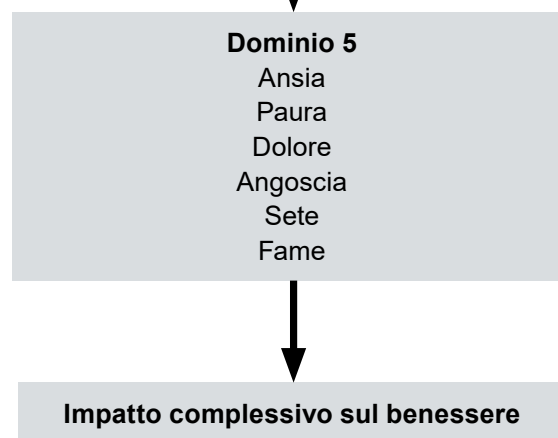 Dominio 5
Ansia
Paura
Dolore
Angoscia
Sete
Fame
Impatto complessivo sul benessere